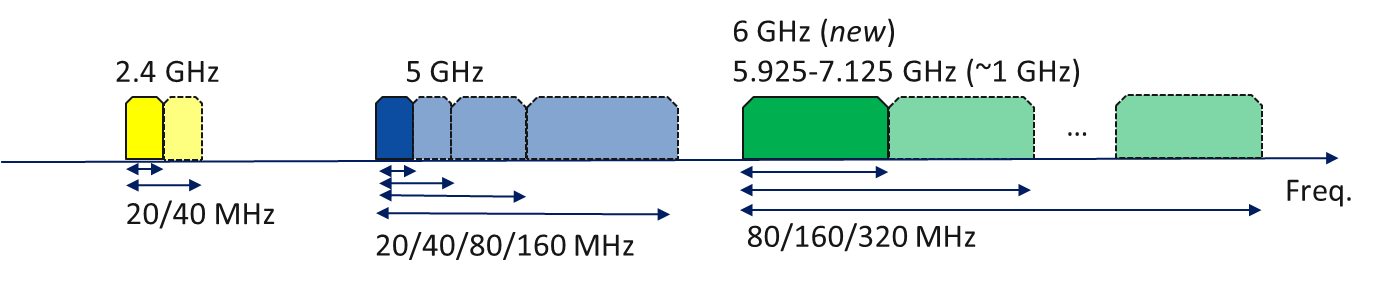 2.4 GHz
20/40 MHz
5 GHz
20/40/80/160 MHz
6 GHz (new)
5.925-7.125 GHz (~1 GHz)
...
80/160/320 MHz
Freq.